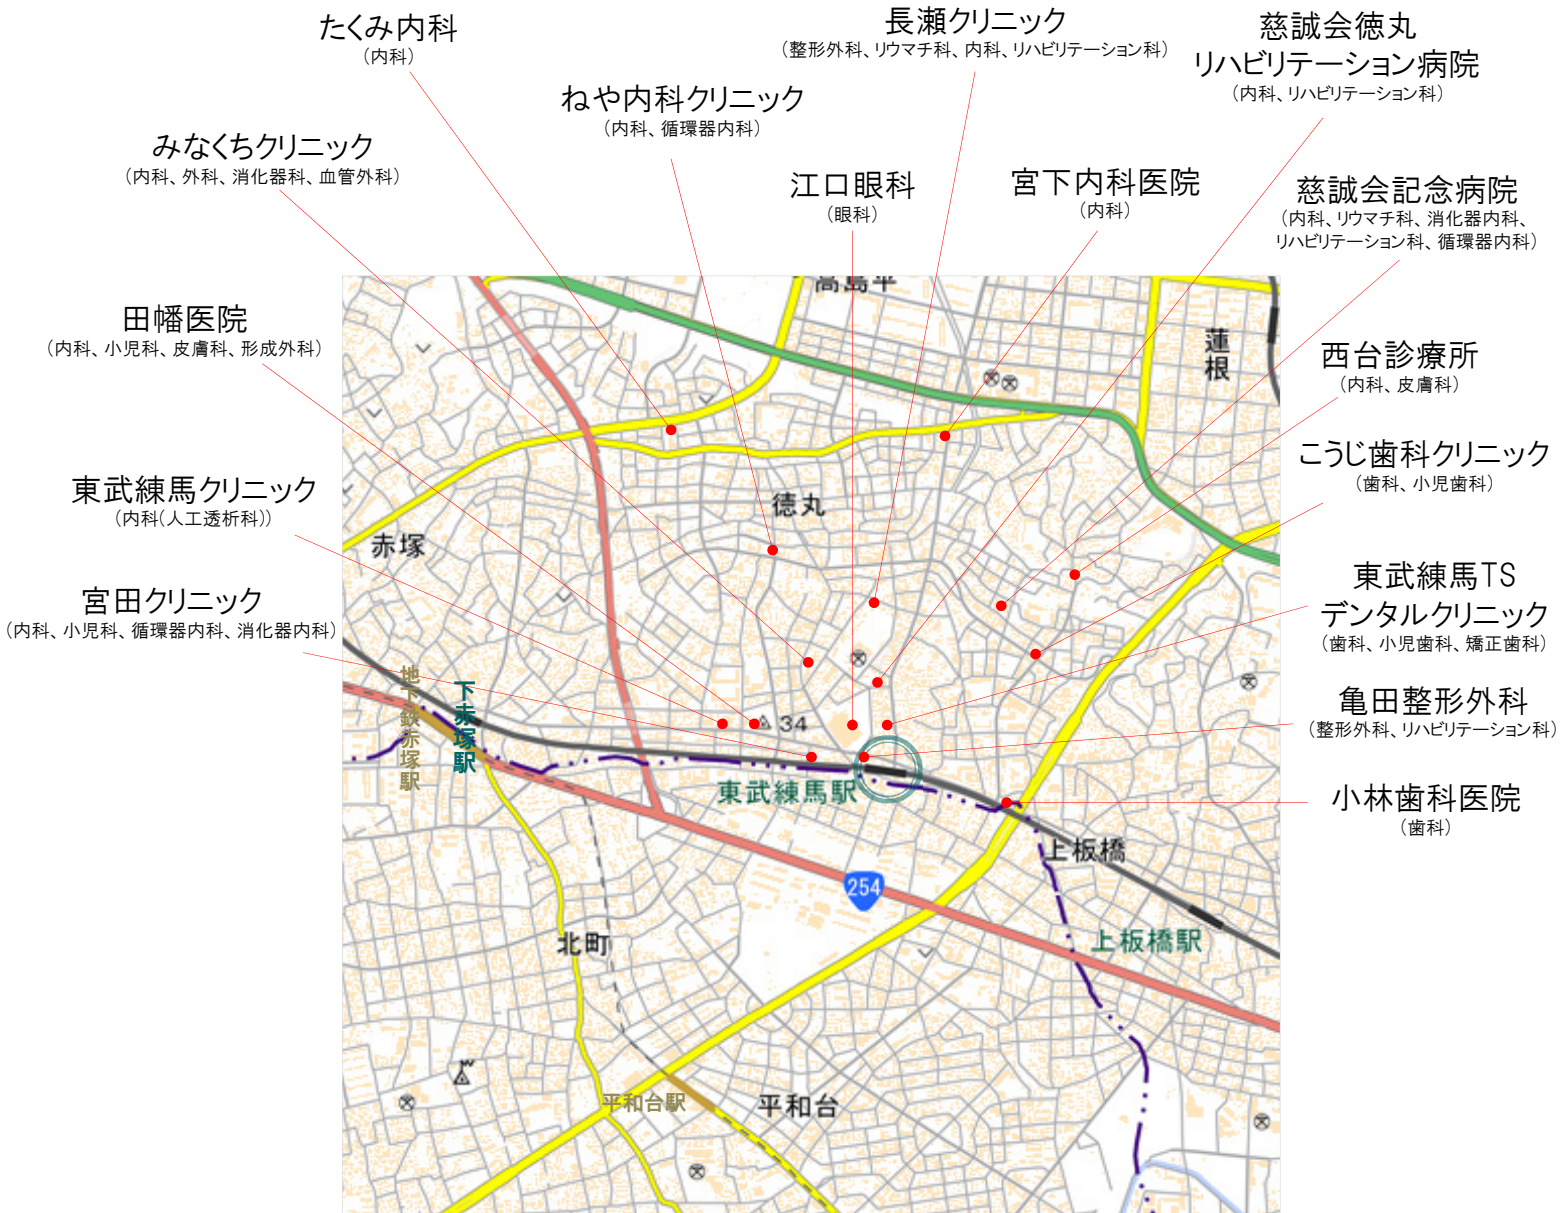 たくみ内科
(内科)
長瀬クリニック
(整形外科、リウマチ科、内科、リハビリテーション科)
慈誠会徳丸
リハビリテーション病院
(内科、リハビリテーション科)
ねや内科クリニック
(内科、循環器内科)
みなくちクリニック
(内科、外科、消化器科、血管外科)
江口眼科
(眼科)
宮下内科医院
(内科)
慈誠会記念病院
(内科、リウマチ科、消化器内科、
リハビリテーション科、循環器内科)
田幡医院
(内科、小児科、皮膚科、形成外科)
西台診療所
(内科、皮膚科)
こうじ歯科クリニック
(歯科、小児歯科)
東武練馬クリニック
(内科(人工透析科))
東武練馬TS
デンタルクリニック
(歯科、小児歯科、矯正歯科)
宮田クリニック
(内科、小児科、循環器内科、消化器内科)
亀田整形外科
(整形外科、リハビリテーション科)
小林歯科医院
(歯科)
高島平
蓮根
徳丸
赤塚
地下鉄赤塚駅
下赤塚駅
34
東武練馬駅
上板橋
254
北町
上板橋駅
平和台駅
平和台